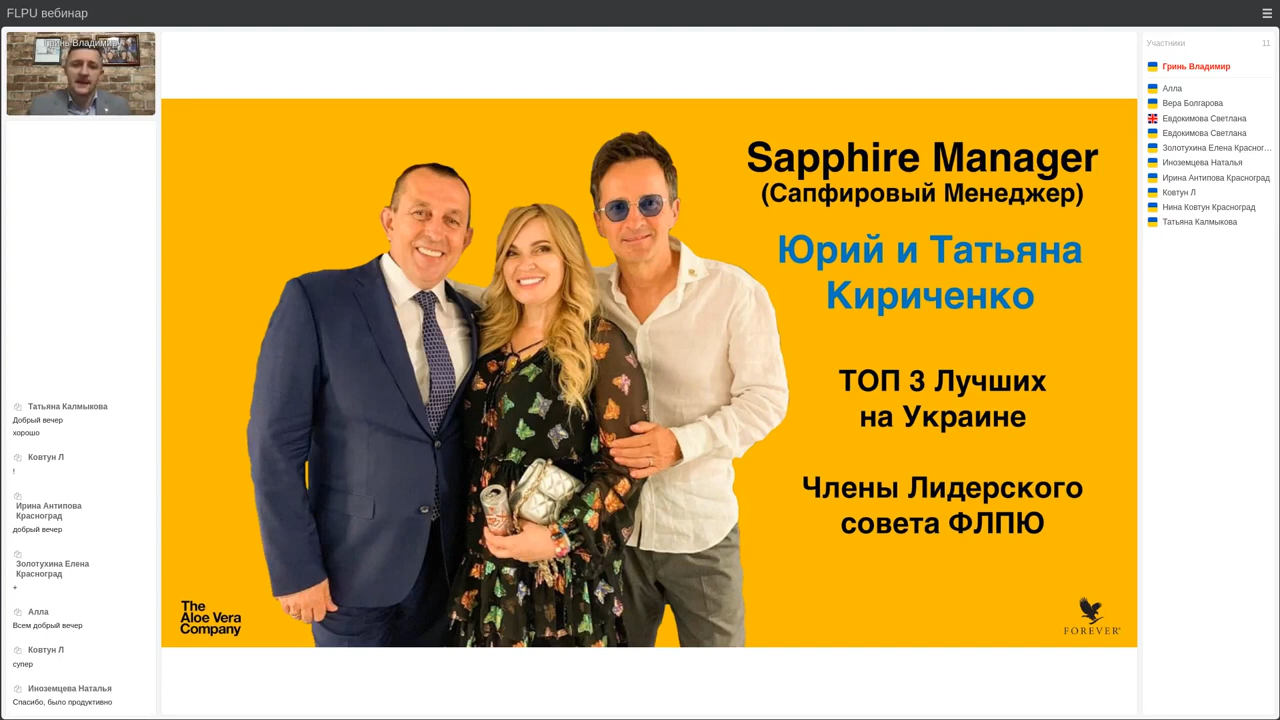 FLPU вебинар
Гринь Владимир
Татьяна Калмыкова
Добрый вечер
хорошо
Ковтун Л
!
Ирина Антипова
Красноград
добрый вечер
Золотухина Елена
Красноград
+
Алла
Всем добрый вечер
Ковтун Л
супер
Иноземцева Наталья
Спасибо, было продуктивно
Sapphire Manager
(Сапфировый Менеджер)
Юрий и Татьяна
Кириченко
ТОП 3 Лучших
на Украине
Члены Лидерского
совета ФЛПЮ
The
Aloe Vera
Company
FOREVER®
Участники 11
Гринь Владимир
Алла
Вера Болгарова
Евдокимова Светлана
Евдокимова Светлана
Золотухина Елена Красног...
Иноземцева Наталья
Ирина Антипова Красноград
Ковтун Л
Нина Ковтун Красноград
Татьяна Калмыкова